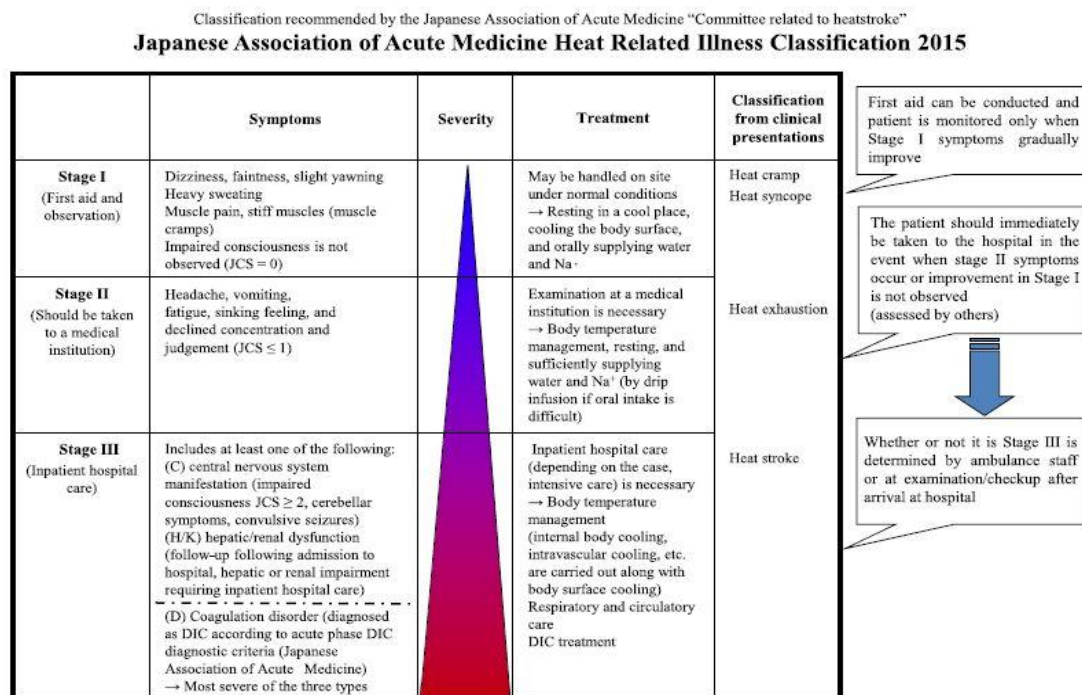 Classification recommended by the Japanese Association of Acute Medicine “Committee related to heatstroke”
Japanese Association of Acute Medicine Heat Related Illness Classification 2015
Symptoms
Severity
Treatment
Classification
from clinical
presentations
Stage I
(First aid and
observation)
Dizziness, faintness, slight yawning
Heavy sweating
Muscle pain, stiff muscles (muscle
cramps)
Impaired consciousness is not
observed (JCS = 0)
May be handled on site
under normal conditions
→ Resting in a cool place,
cooling the body surface,
and orally supplying water
and Na·
Heat cramp
Heat syncope
Stage II
(Should be taken
to a medical
institution)
Headache, vomiting,
fatigue, sinking feeling, and
declined concentration and
judgement (JCS ≤ 1)
Examination at a medical
institution is necessary
→ Body temperature
management, resting, and
sufficiently supplying
water and Na⁺ (by drip
infusion if oral intake is
difficult)
Heat exhaustion
Stage III
(Inpatient hospital
care)
Includes at least one of the following:
(C) central nervous system
manifestation (impaired
consciousness JCS ≥ 2, cerebellar
symptoms, convulsive seizures)
(H/K) hepatic/renal dysfunction
(follow-up following admission to
hospital, hepatic or renal impairment
requiring inpatient hospital care)
(D) Coagulation disorder (diagnosed
as DIC according to acute phase DIC
diagnostic criteria (Japanese
Association of Acute Medicine)
→ Most severe of the three types
Inpatient hospital care
(depending on the case,
intensive care) is necessary
→ Body temperature
management
(internal body cooling,
intravascular cooling, etc.
are carried out along with
body surface cooling)
Respiratory and circulatory
care
DIC treatment
Heat stroke
First aid can be conducted and
patient is monitored only when
Stage I symptoms gradually
improve
The patient should immediately
be taken to the hospital in the
event when stage II symptoms
occur or improvement in Stage I
is not observed
(assessed by others)
Whether or not it is Stage III is
determined by ambulance staff
or at examination/checkup after
arrival at hospital